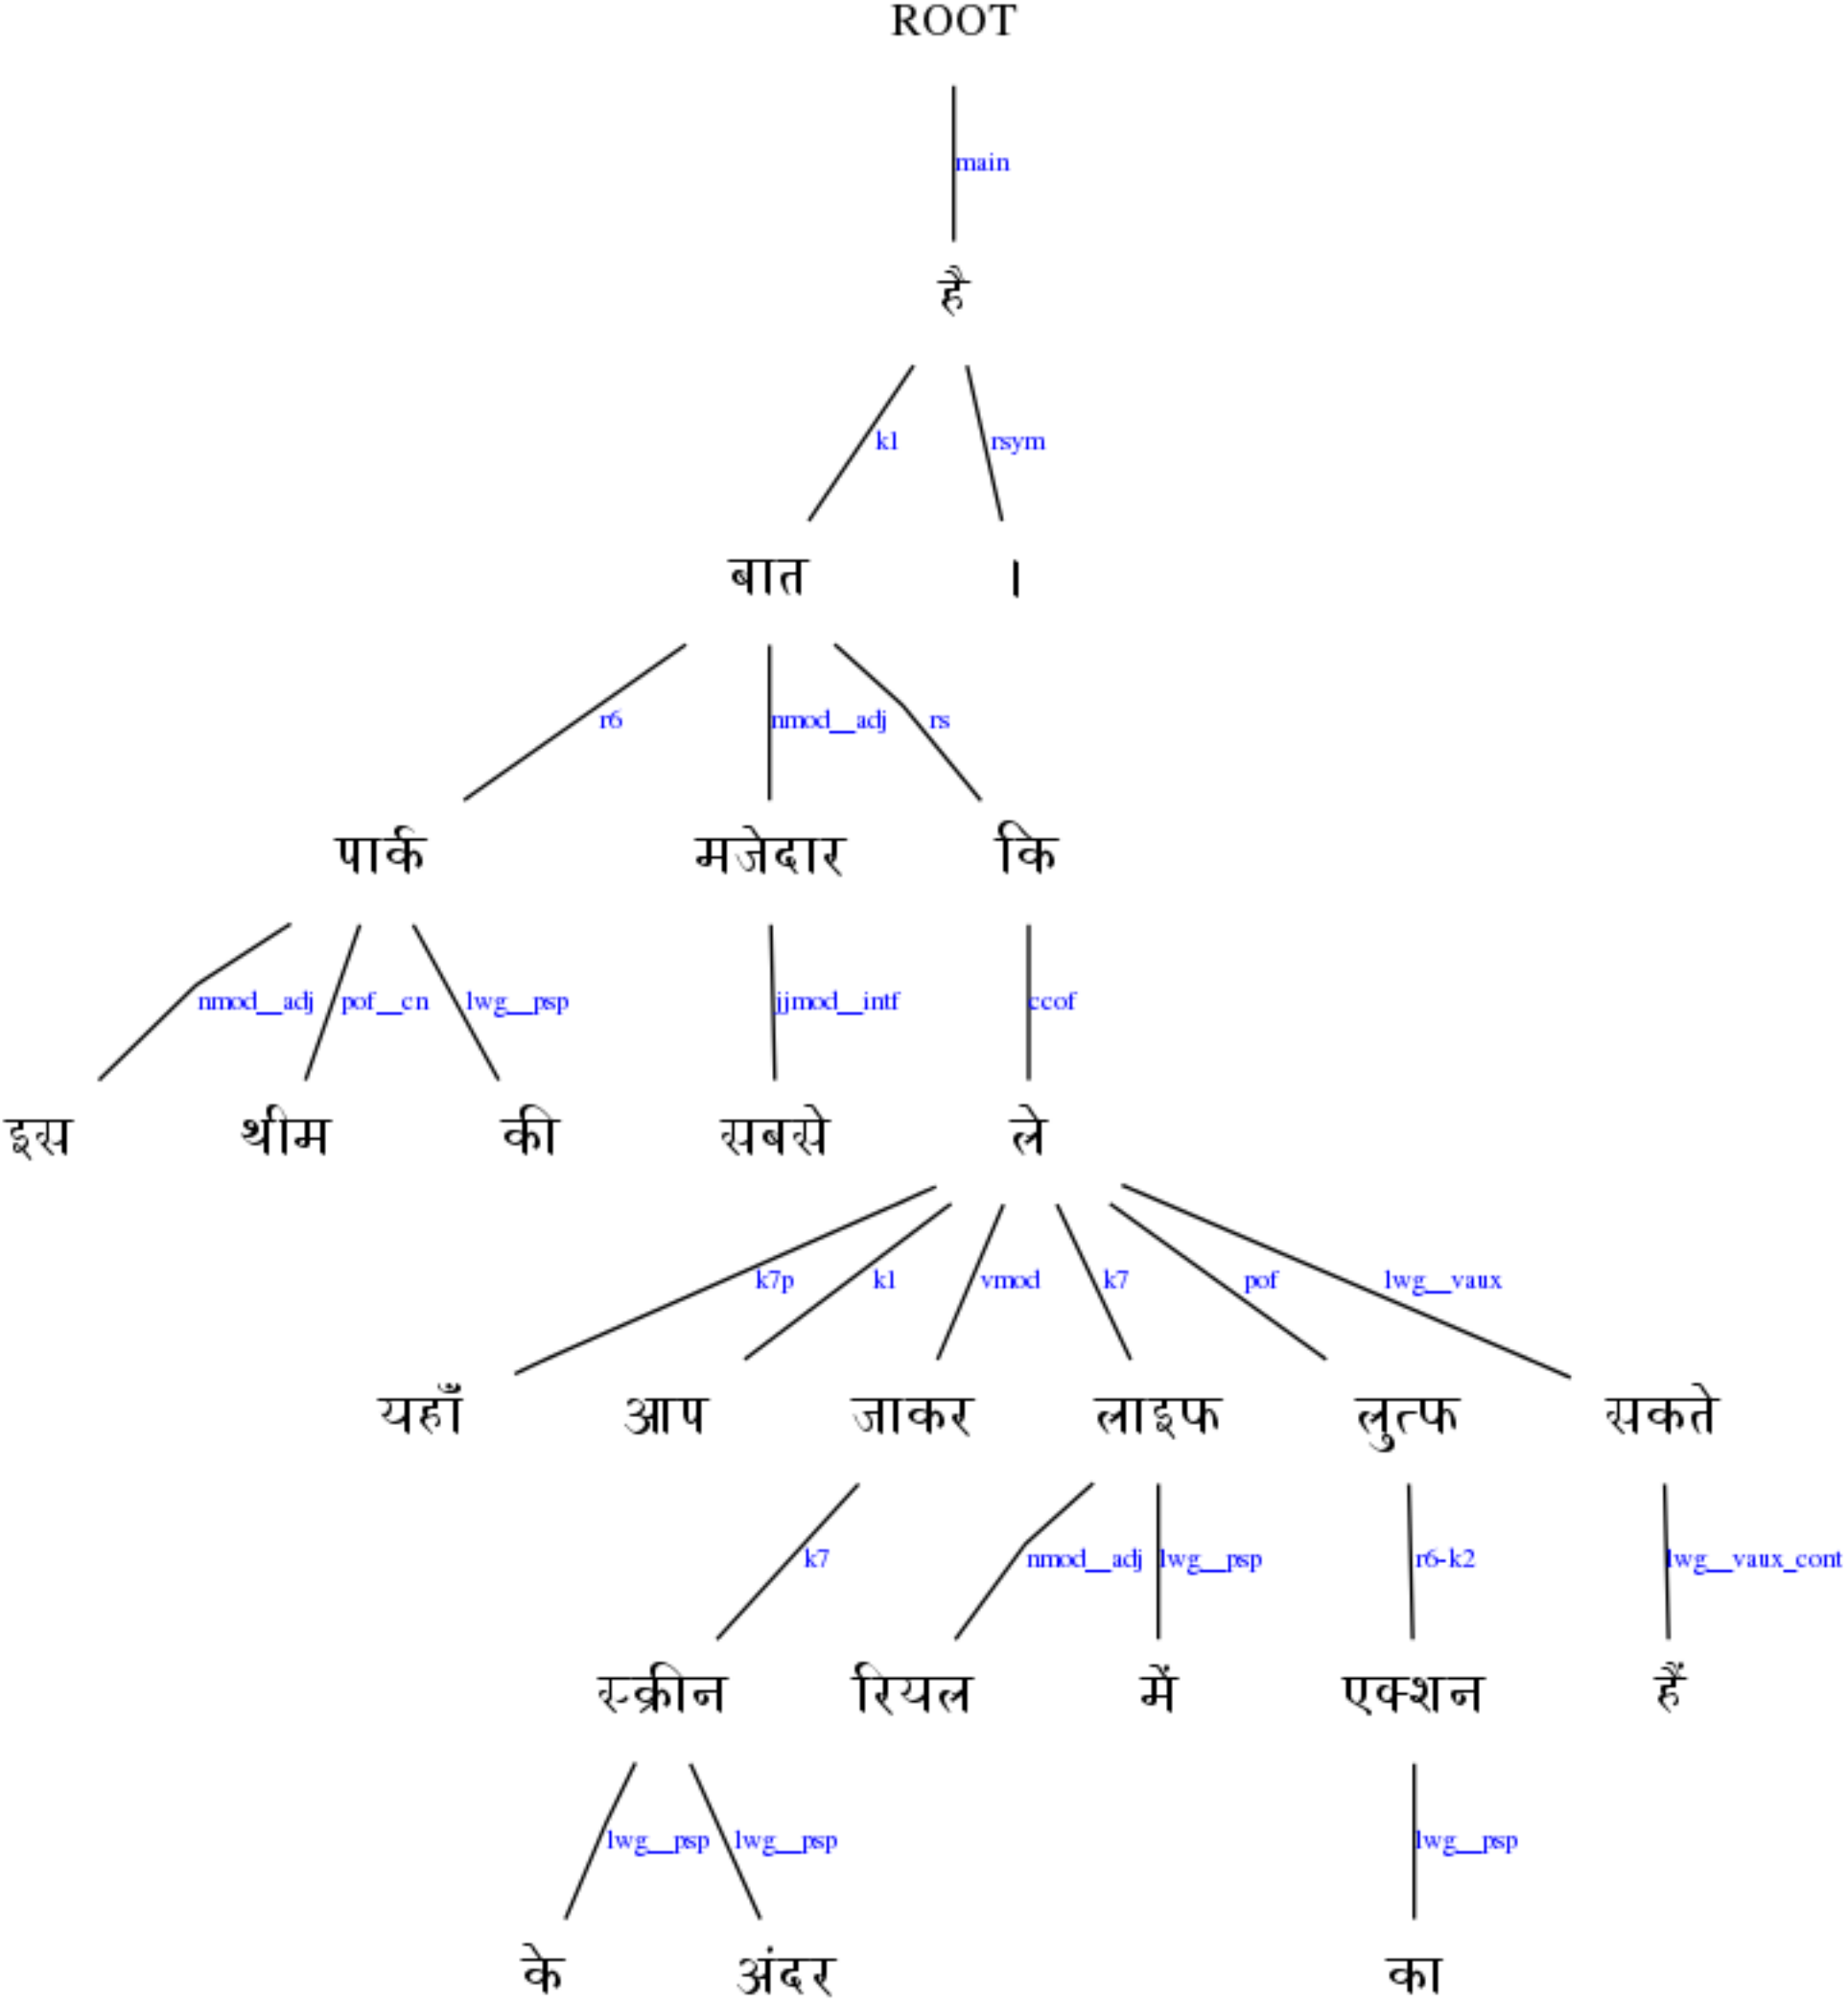 ROOT
main
है
k1 rsym
बात ।
r6 nmod__adj rs
पार्क मजेदार कि
nmod__adj pof__cn lwg__psp jjmod__intf ccof
इस थीम की सबसे ले
k7p k1 vmod k7 pof lwg__vaux
यहाँ आप जाकर लाइफ लुत्फ सकते
k7 nmod__adj lwg__psp r6-k2 lwg__vaux_cont
स्क्रीन रियल में एक्शन हैं
lwg__psp lwg__psp lwg__psp
के अंदर का